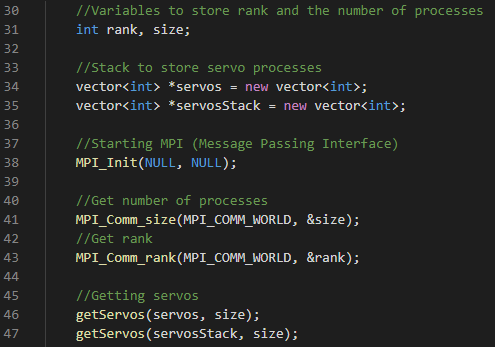 30 //Variables to store rank and the number of processes
31 int rank, size;
32
33 //Stack to store servo processes
34 vector<int> *servos = new vector<int>;
35 vector<int> *servosStack = new vector<int>;
36
37 //Starting MPI (Message Passing Interface)
38 MPI_Init(NULL, NULL);
39
40 //Get number of processes
41 MPI_Comm_size(MPI_COMM_WORLD, &size);
42 //Get rank
43 MPI_Comm_rank(MPI_COMM_WORLD, &rank);
44
45 //Getting servos
46 getServos(servos, size);
47 getServos(servosStack, size);